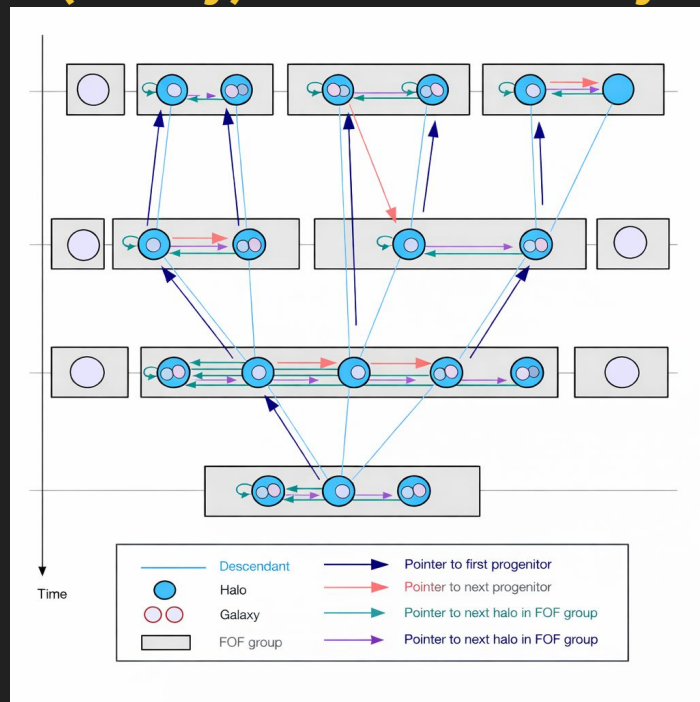 Time
Descendant
Pointer to first progenitor
Halo
Pointer to next progenitor
Galaxy
Pointer to next halo in FOF group
FOF group
Pointer to next halo in FOF group